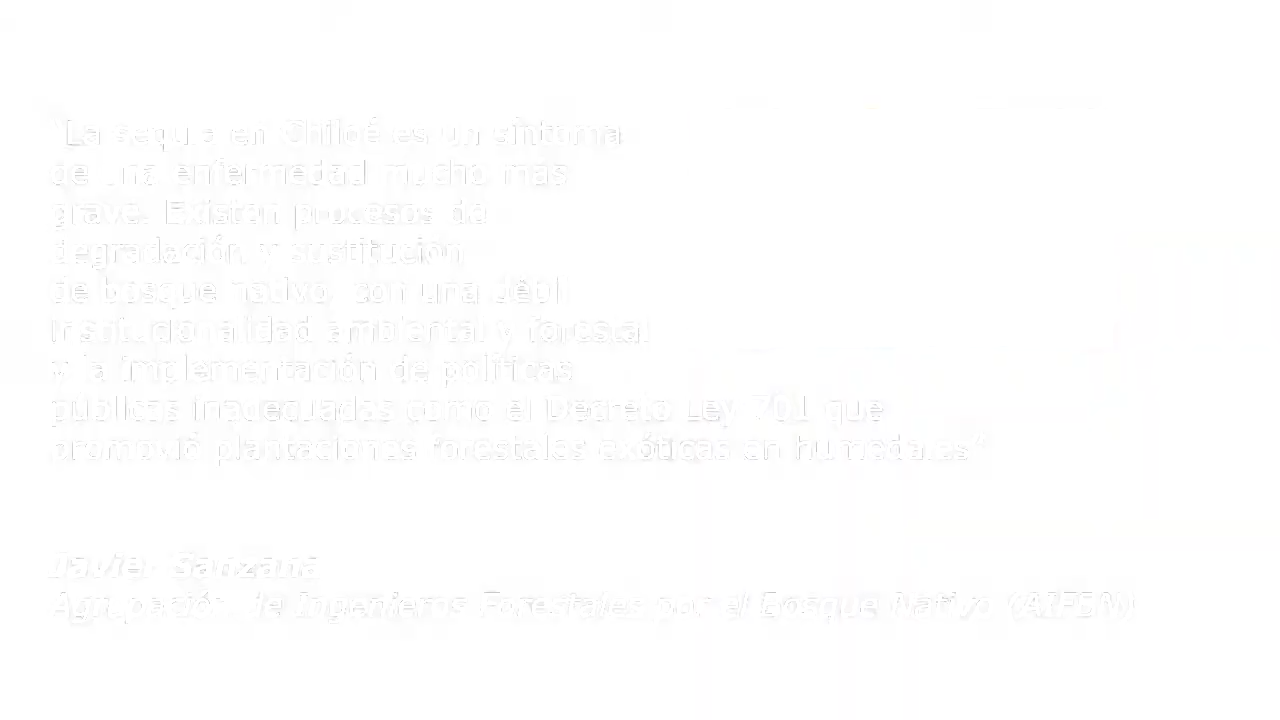 "La sequía en Chiloé es un síntoma
de una enfermedad mucho más
grave. Existen procesos de
degradación y sustitución
de bosque nativo, con una débil
institucionalidad ambiental y forestal
y la implementación de políticas
públicas inadecuadas como el Decreto Ley 701 que
promovió plantaciones forestales exóticas en humedales"
Javier Sanzana
Agrupación de Ingenieros Forestales por el Bosque Nativo (AIFBN)